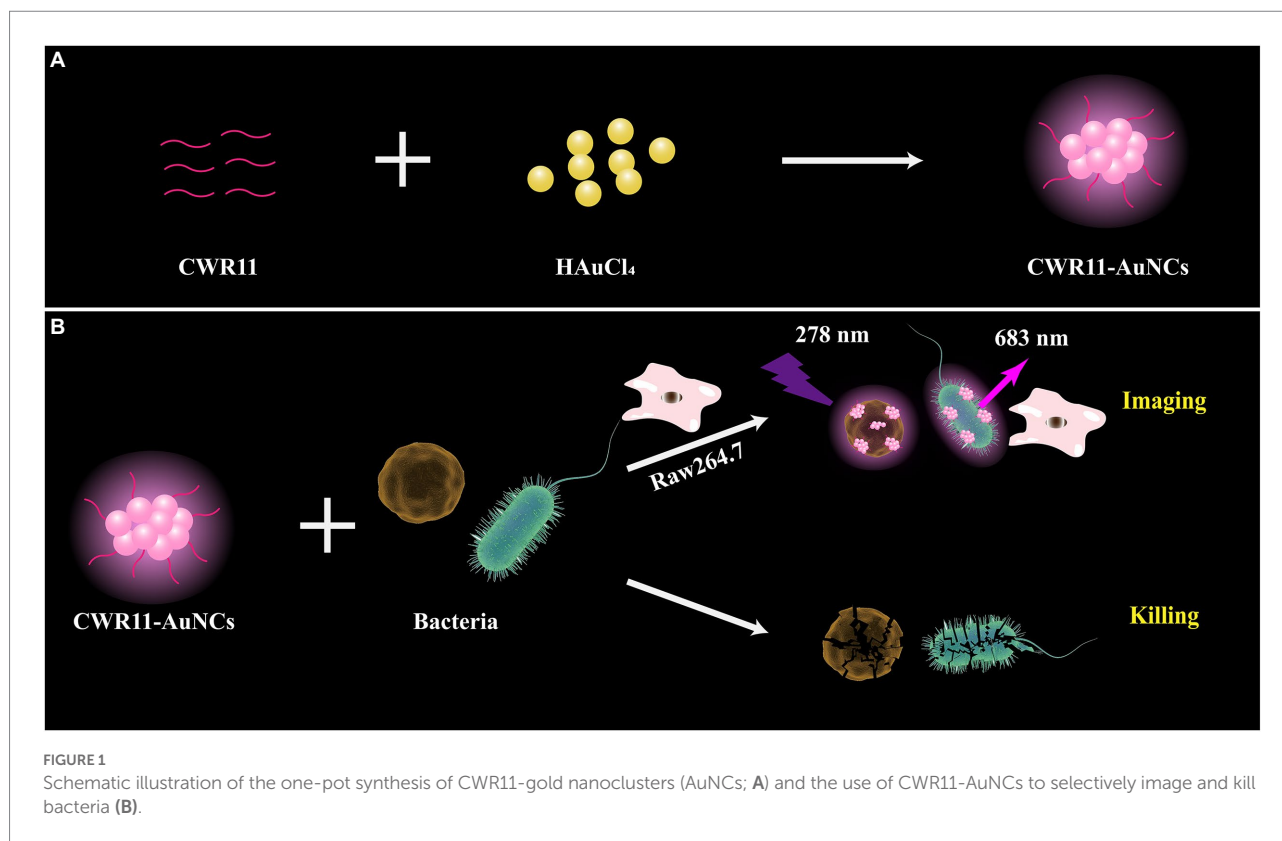 A
CWR11
HAuCl₄
CWR11-AuNCs
B
278 nm
683 nm
Imaging
Raw264.7
CWR11-AuNCs
Bacteria
Killing
FIGURE 1
Schematic illustration of the one-pot synthesis of CWR11-gold nanoclusters (AuNCs; A) and the use of CWR11-AuNCs to selectively image and kill
bacteria (B).